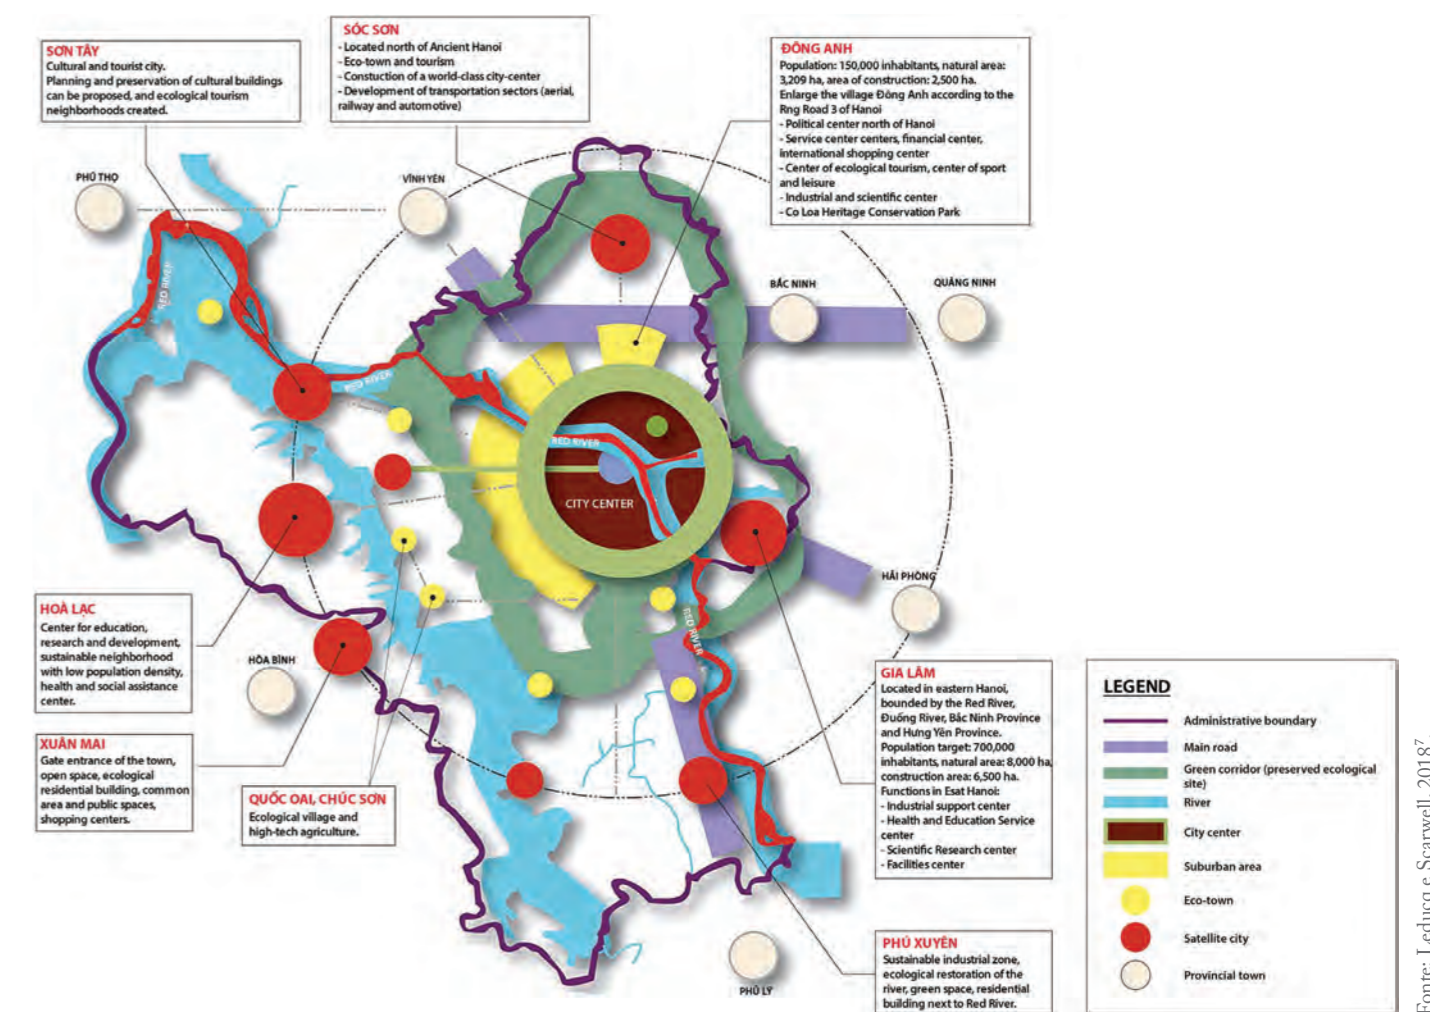 SƠN TÂY
Cultural and tourist city.
Planning and preservation of cultural buildings
can be proposed, and ecological tourism
neighborhoods created.
SÓC SƠN
- Located north of Ancient Hanoi
- Eco-town and tourism
- Constuction of a world-class city-center
- Development of transportation sectors (aerial,
railway and automotive)
ĐÔNG ANH
Population: 150,000 inhabitants, natural area:
3,209 ha, area of construction: 2,500 ha.
Enlarge the village Đông Anh according to the
Rng Road 3 of Hanoi
- Political center north of Hanoi
- Service center centers, financial center,
international shopping center
- Center of ecological tourism, center of sport
and leisure
- Industrial and scientific center
- Co Loa Heritage Conservation Park
PHÚ THỌ
VĨNH YÊN
BẮC NINH
QUẢNG NINH
RED RIVER
RED RIVER
RED RIVER
CITY CENTER
RED RIVER
HẢI PHÒNG
HÒA BÌNH
PHỦ LÝ
HOÀ LẠC
Center for education,
research and development,
sustainable neighborhood
with low population density,
health and social assistance
center.
XUÂN MAI
Gate entrance of the town,
open space, ecological
residential building, common
area and public spaces,
shopping centers.
QUỐC OAI, CHÚC SƠN
Ecological village and
high-tech agriculture.
GIA LÂM
Located in eastern Hanoi,
bounded by the Red River,
Đuống River, Bắc Ninh Province
and Hưng Yên Province.
Population target: 700,000
inhabitants, natural area: 8,000 ha,
construction area: 6,500 ha.
Functions in Esat Hanoi:
- Industrial support center
- Health and Education Service
center
- Scientific Research center
- Facilities center
PHÚ XUYÊN
Sustainable industrial zone,
ecological restoration of the
river, green space, residential
building next to Red River.
LEGEND
Administrative boundary
Main road
Green corridor (preserved ecological
site)
River
City center
Suburban area
Eco-town
Satellite city
Provincial town
Fonte: Leducq e Scarwell, 2018⁷.